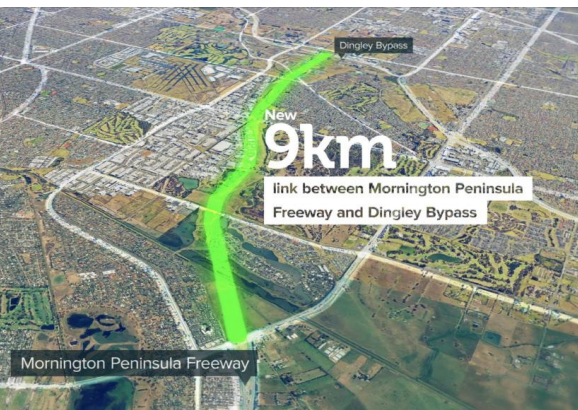 Dingley Bypass
New
9km
link between Mornington Peninsula
Freeway and Dingley Bypass
Mornington Peninsula Freeway